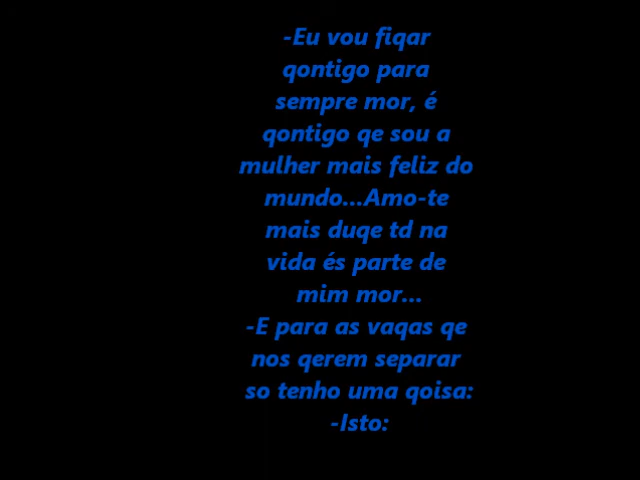 -Eu vou fiqar
qontigo para
sempre mor, é
qontigo qe sou a
mulher mais feliz do
mundo...Amo-te
mais duqe td na
vida és parte de
mim mor...
-E para as vaqas qe
nos qerem separar
so tenho uma qoisa:
-Isto: